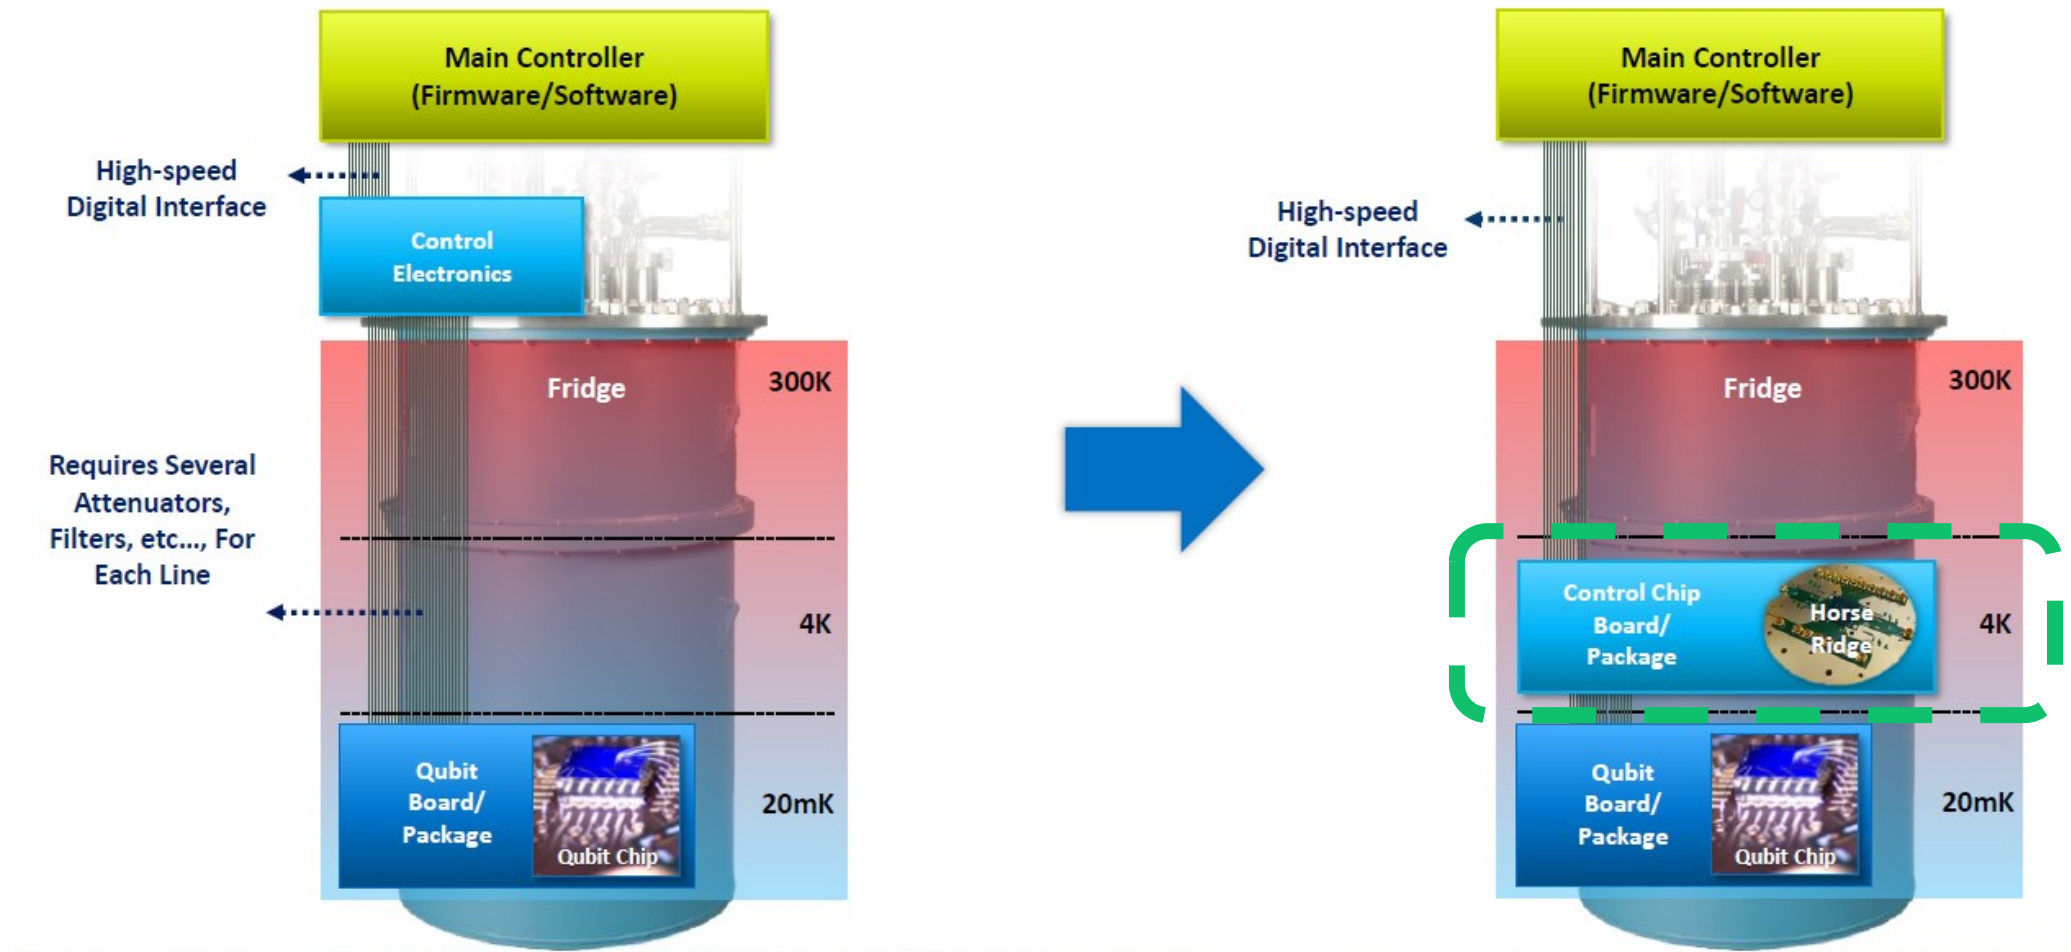 Main Controller
(Firmware/Software)
High-speed
Digital Interface
Control
Electronics
Fridge
300K
Requires Several
Attenuators,
Filters, etc..., For
Each Line
4K
Qubit
Board/
Package
Qubit Chip
20mK
Main Controller
(Firmware/Software)
High-speed
Digital Interface
Fridge
300K
Control Chip
Board/
Package
Horse
Ridge
4K
Qubit
Board/
Package
Qubit Chip
20mK